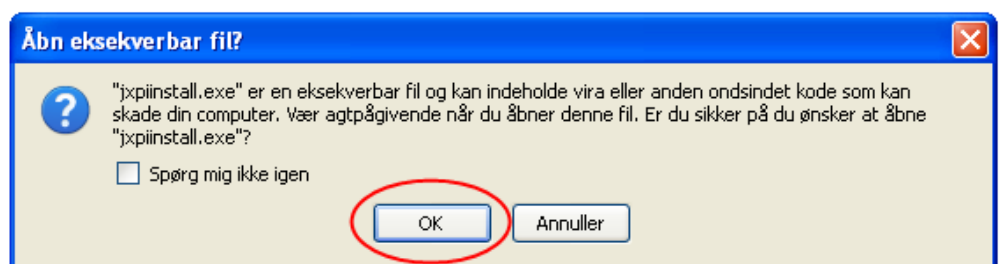 Åbn eksekverbar fil?
"jxpiinstall.exe" er en eksekverbar fil og kan indeholde vira eller anden ondsindet kode som kan
skade din computer. Vær agtpågivende når du åbner denne fil. Er du sikker på du ønsker at åbne
"jxpiinstall.exe"?
Spørg mig ikke igen
OK Annuller